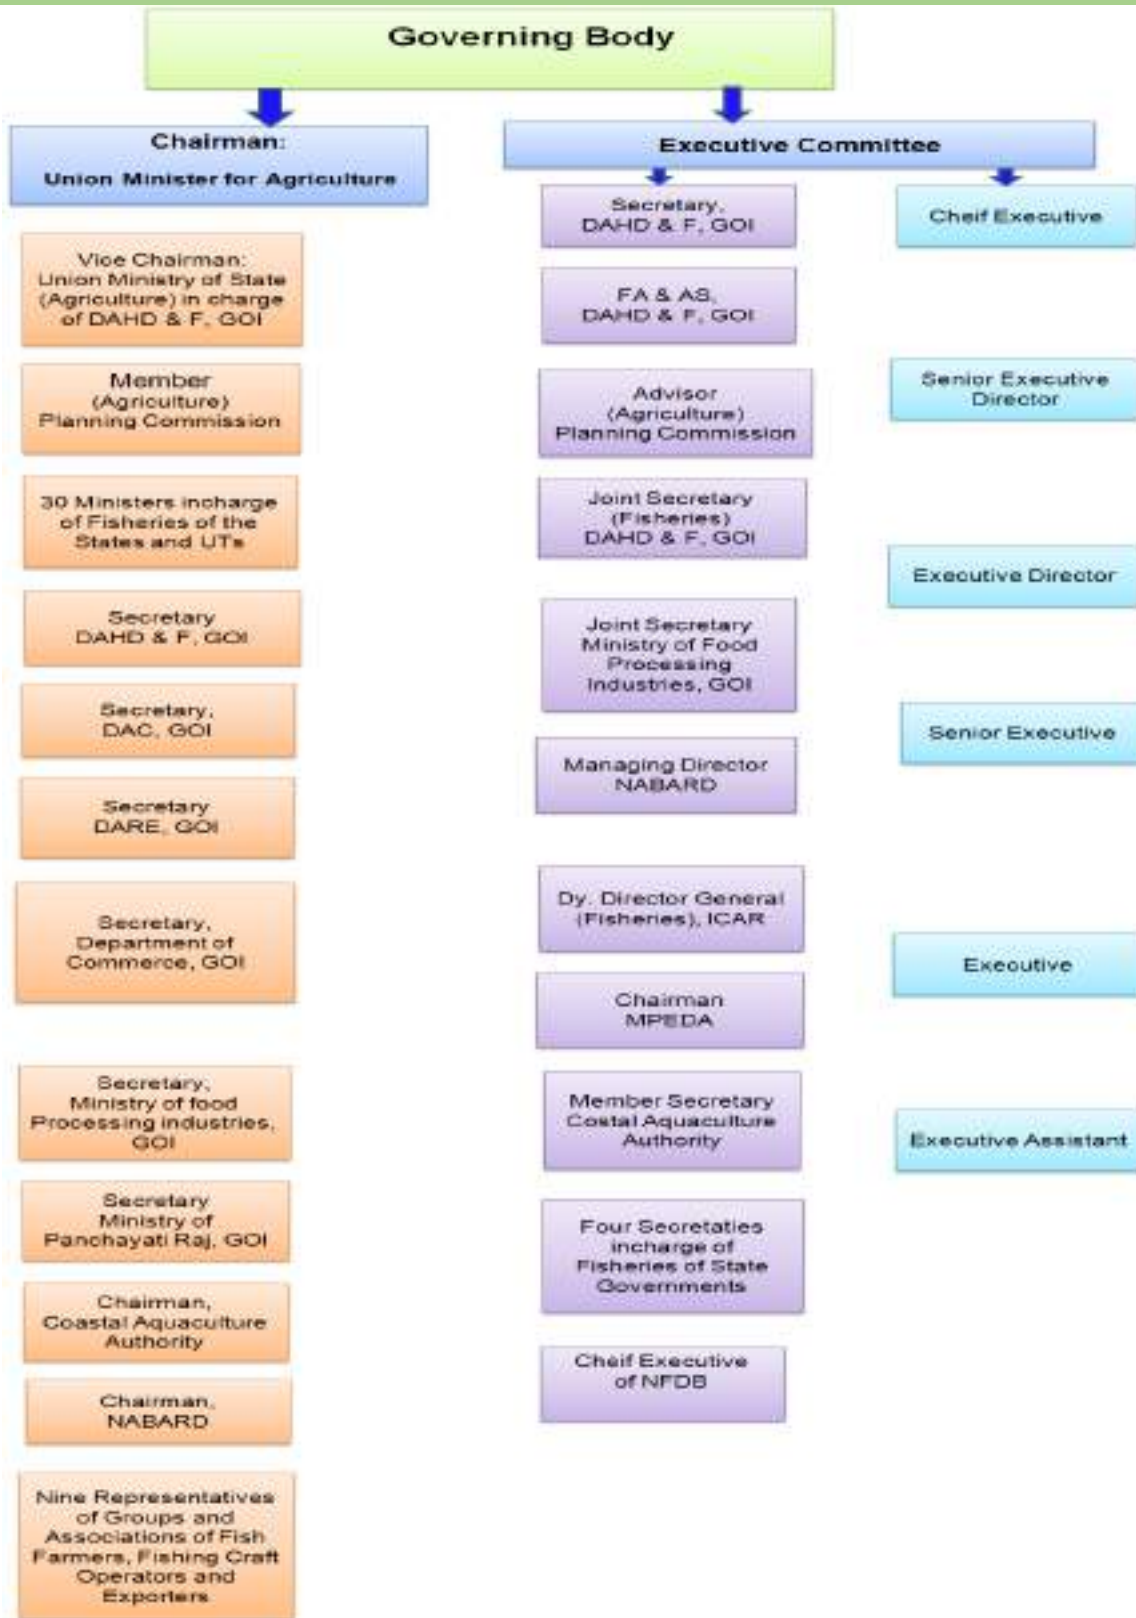 Governing Body
Chairman:
Union Minister for Agriculture
Vice Chairman:
Union Ministry of State
(Agriculture) in charge
of DAHD & F, GOI
Member
(Agriculture)
Planning Commission
30 Ministers incharge
of Fisheries of the
States and UTs
Secretary
DAHD & F, GOI
Secretary,
DAC, GOI
Secretary
DARE, GOI
Secretary,
Department of
Commerce, GOI
Secretary,
Ministry of food
Processing industries,
GOI
Secretary
Ministry of
Panchayati Raj, GOI
Chairman,
Coastal Aquaculture
Authority
Chairman,
NABARD
Nine Representatives
of Groups and
Associations of Fish
Farmers, Fishing Craft
Operators and
Exporters
Executive Committee
Secretary,
DAHD & F, GOI
FA & AS,
DAHD & F, GOI
Advisor
(Agriculture)
Planning Commission
Joint Secretary
(Fisheries)
DAHD & F, GOI
Joint Secretary
Ministry of Food
Processing
Industries, GOI
Managing Director
NABARD
Dy. Director General
(Fisheries), ICAR
Chairman
MPEDA
Member Secretary
Costal Aquaculture
Authority
Four Secretaties
incharge of
Fisheries of State
Governments
Cheif Executive
of NFDB
Cheif Executive
Senior Executive
Director
Executive Director
Senior Executive
Executive
Executive Assistant